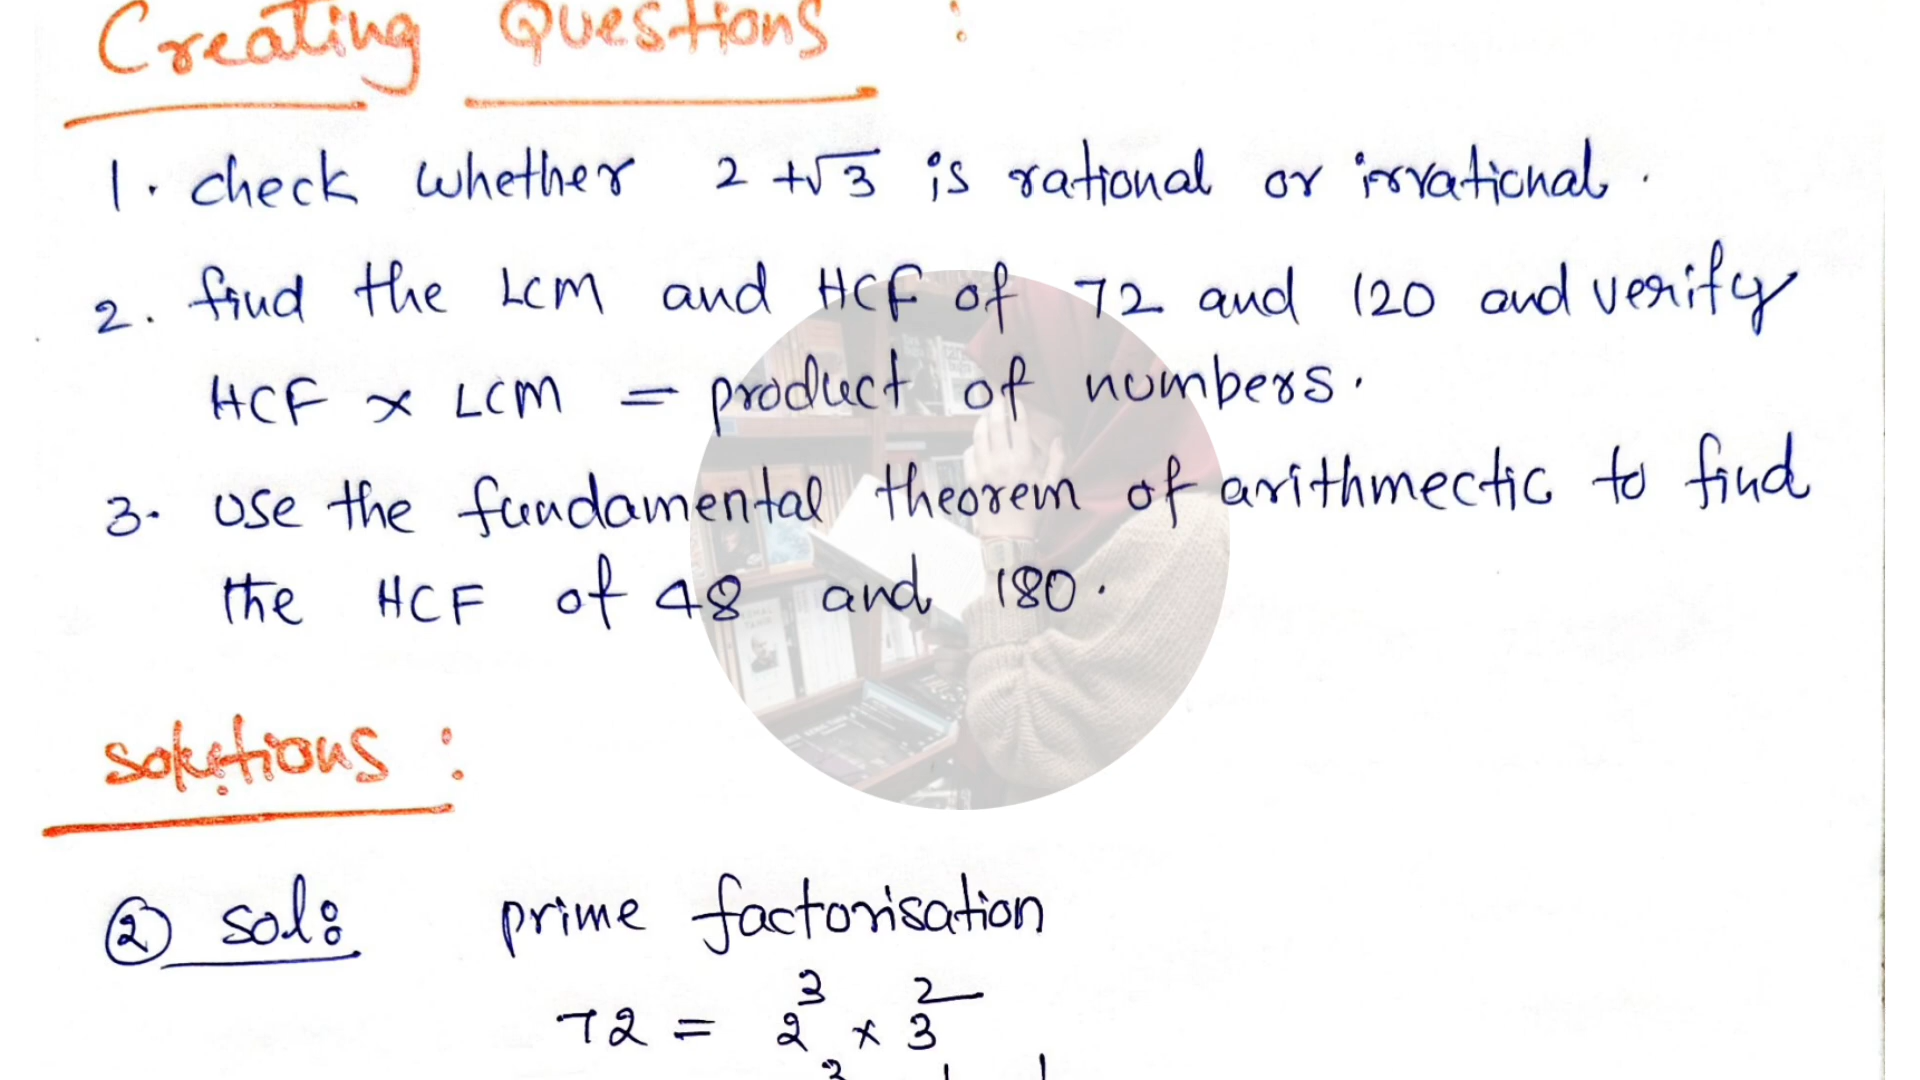 Creating Questions :
1. check whether 2 +√3 is rational or irrational.
2. find the LCM and HCF of 72 and 120 and verify
HCF x LCM = product of numbers.
3. use the fundamental theorem of arithmectic to find
the HCF of 48 and 180.
solutions :
② sol: prime factorisation
72 = 2³ x 3²